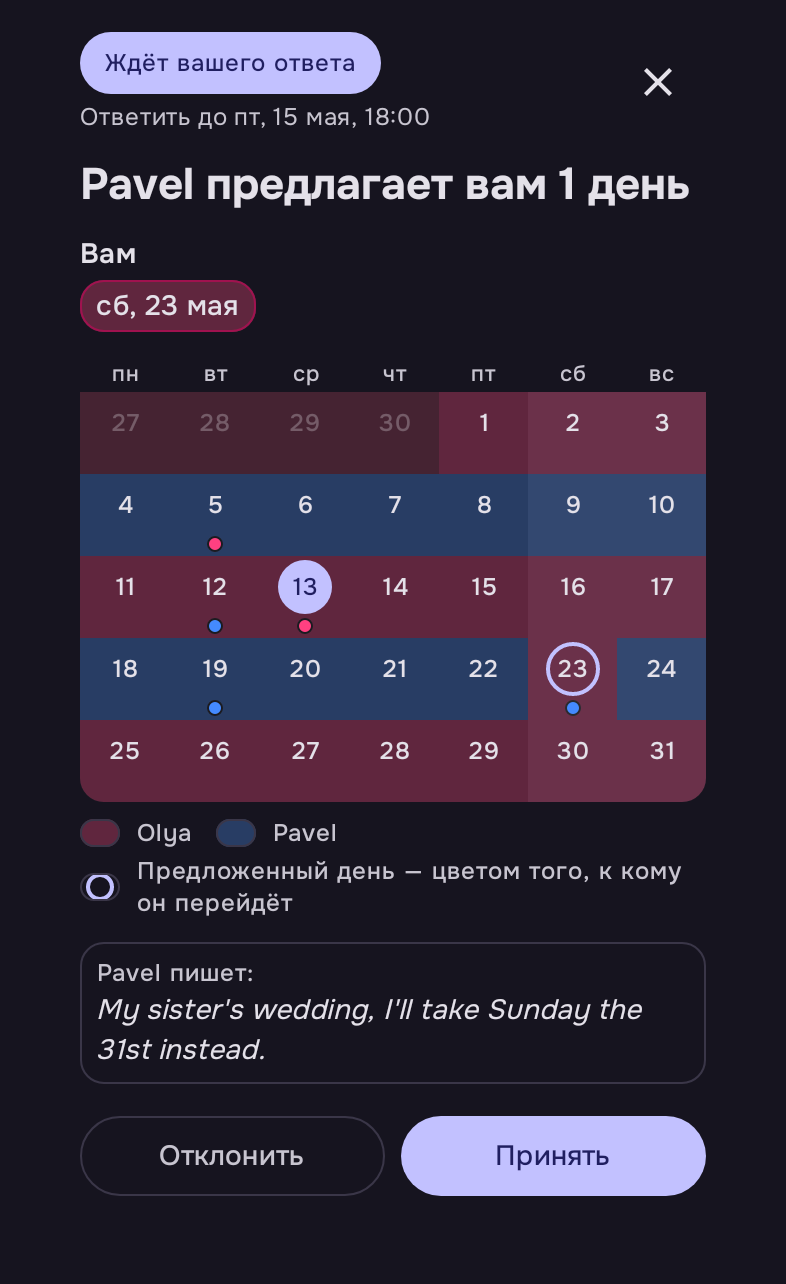 Ждёт вашего ответа
Ответить до пт, 15 мая, 18:00
Pavel предлагает вам 1 день
Вам
сб, 23 мая
пн вт ср чт пт сб вс
27 28 29 30 1 2 3
4 5 6 7 8 9 10
11 12 13 14 15 16 17
18 19 20 21 22 23 24
25 26 27 28 29 30 31
Olya Pavel
Предложенный день — цветом того, к кому
он перейдёт
Pavel пишет:
My sister's wedding, I'll take Sunday the
31st instead.
Отклонить Принять